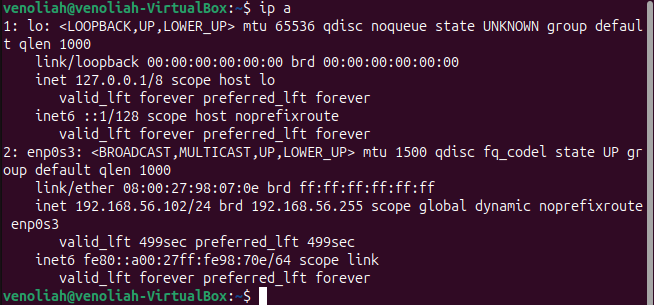 venoliah@venoliah-VirtualBox:~$ ip a
1: lo: <LOOPBACK,UP,LOWER_UP> mtu 65536 qdisc noqueue state UNKNOWN group defaul
t qlen 1000
    link/loopback 00:00:00:00:00:00 brd 00:00:00:00:00:00
    inet 127.0.0.1/8 scope host lo
       valid_lft forever preferred_lft forever
    inet6 ::1/128 scope host noprefixroute
       valid_lft forever preferred_lft forever
2: enp0s3: <BROADCAST,MULTICAST,UP,LOWER_UP> mtu 1500 qdisc fq_codel state UP gr
oup default qlen 1000
    link/ether 08:00:27:98:07:0e brd ff:ff:ff:ff:ff:ff
    inet 192.168.56.102/24 brd 192.168.56.255 scope global dynamic noprefixroute
 enp0s3
       valid_lft 499sec preferred_lft 499sec
    inet6 fe80::a00:27ff:fe98:70e/64 scope link
       valid_lft forever preferred_lft forever
venoliah@venoliah-VirtualBox:~$